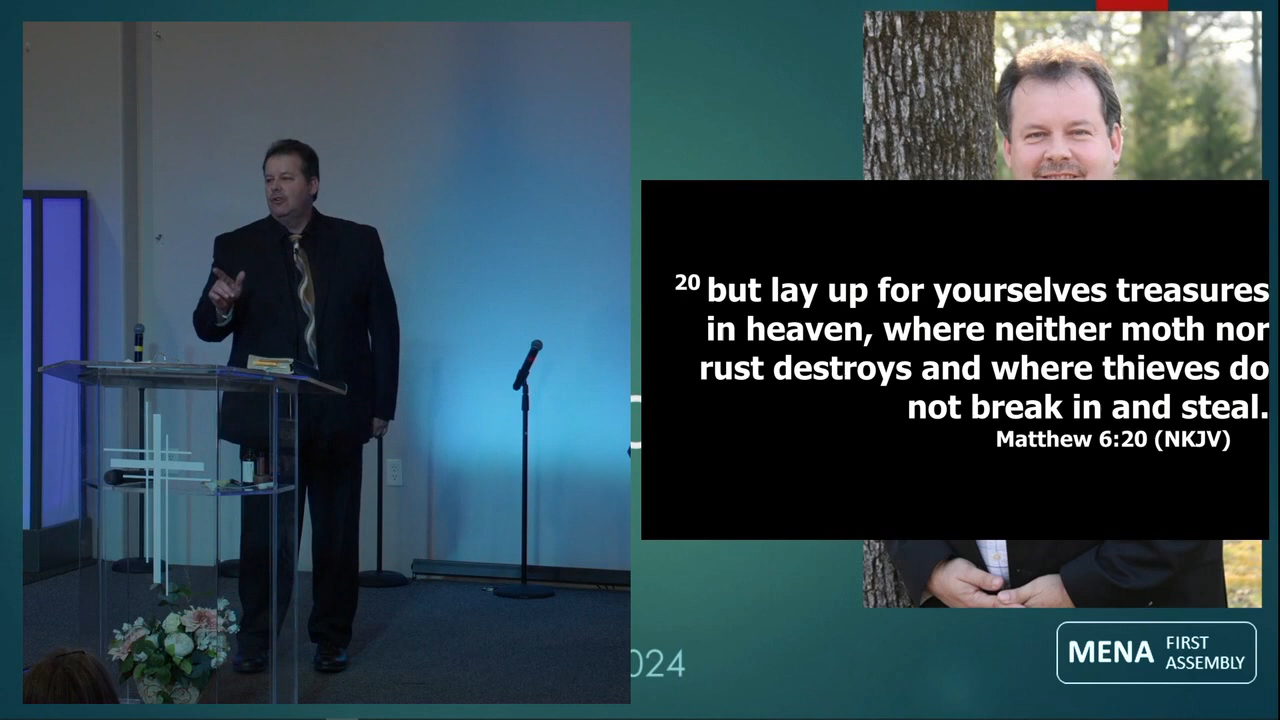 20 but lay up for yourselves treasures
in heaven, where neither moth nor
rust destroys and where thieves do
not break in and steal.
Matthew 6:20 (NKJV)
024
MENA FIRST
ASSEMBLY